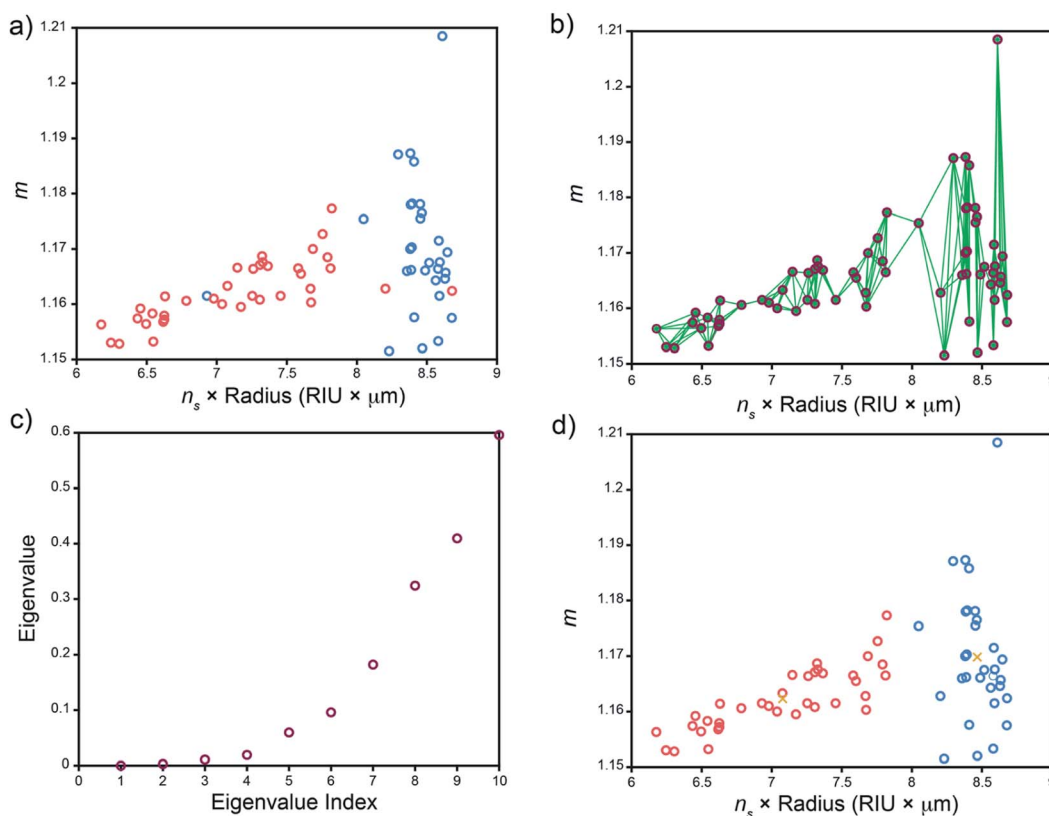 a)
1.21
1.2
1.19
1.18
1.17
1.16
1.15
m
6 6.5 7 7.5 8 8.5 9
nₛ × Radius (RIU × μm)
b)
1.21
1.2
1.19
1.18
1.17
1.16
1.15
m
6 6.5 7 7.5 8 8.5 9
nₛ × Radius (RIU × μm)
c)
0.6
0.5
0.4
0.3
0.2
0.1
0
Eigenvalue
0 1 2 3 4 5 6 7 8 9 10
Eigenvalue Index
d)
1.21
1.2
1.19
1.18
1.17
1.16
1.15
m
6 6.5 7 7.5 8 8.5 9
nₛ × Radius (RIU × μm)